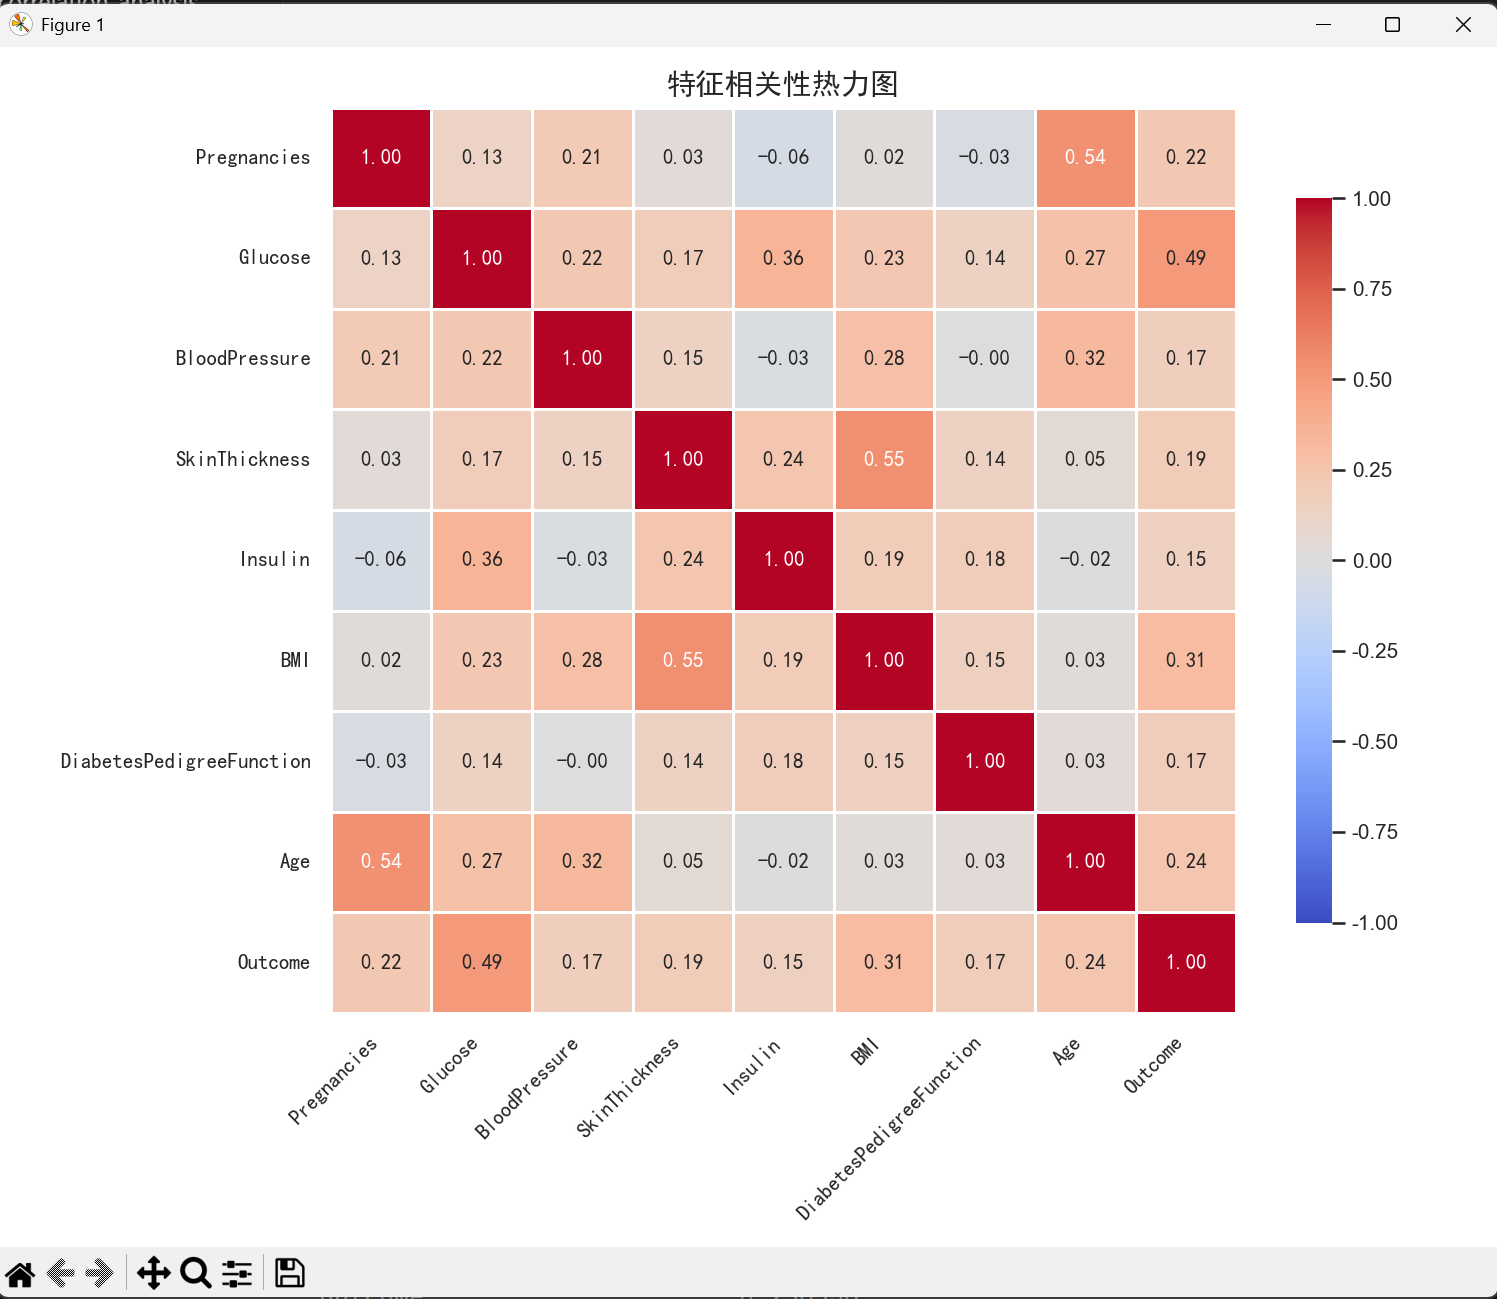 Figure 1
特征相关性热力图
Pregnancies 1.00 0.13 0.21 0.03 -0.06 0.02 -0.03 0.54 0.22
Glucose 0.13 1.00 0.22 0.17 0.36 0.23 0.14 0.27 0.49
BloodPressure 0.21 0.22 1.00 0.15 -0.03 0.28 -0.00 0.32 0.17
SkinThickness 0.03 0.17 0.15 1.00 0.24 0.55 0.14 0.05 0.19
Insulin -0.06 0.36 -0.03 0.24 1.00 0.19 0.18 -0.02 0.15
BMI 0.02 0.23 0.28 0.55 0.19 1.00 0.15 0.03 0.31
DiabetesPedigreeFunction -0.03 0.14 -0.00 0.14 0.18 0.15 1.00 0.03 0.17
Age 0.54 0.27 0.32 0.05 -0.02 0.03 0.03 1.00 0.24
Outcome 0.22 0.49 0.17 0.19 0.15 0.31 0.17 0.24 1.00
Pregnancies
Glucose
BloodPressure
SkinThickness
Insulin
BMI
DiabetesPedigreeFunction
Age
Outcome
1.00
0.75
0.50
0.25
0.00
-0.25
-0.50
-0.75
-1.00